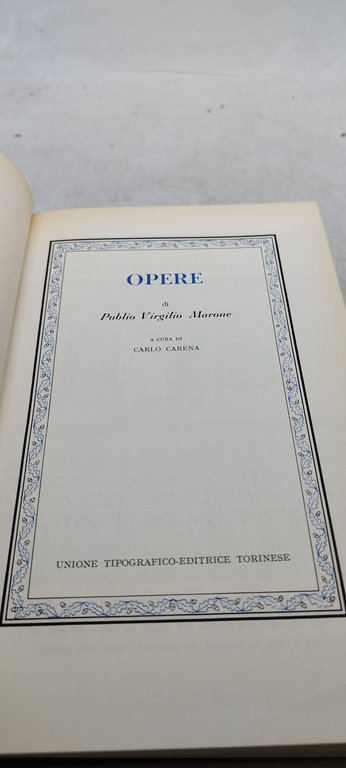 OPERE
di
Publio Virgilio Marone
A CURA DI
CARLO CARENA
UNIONE TIPOGRAFICO-EDITRICE TORINESE